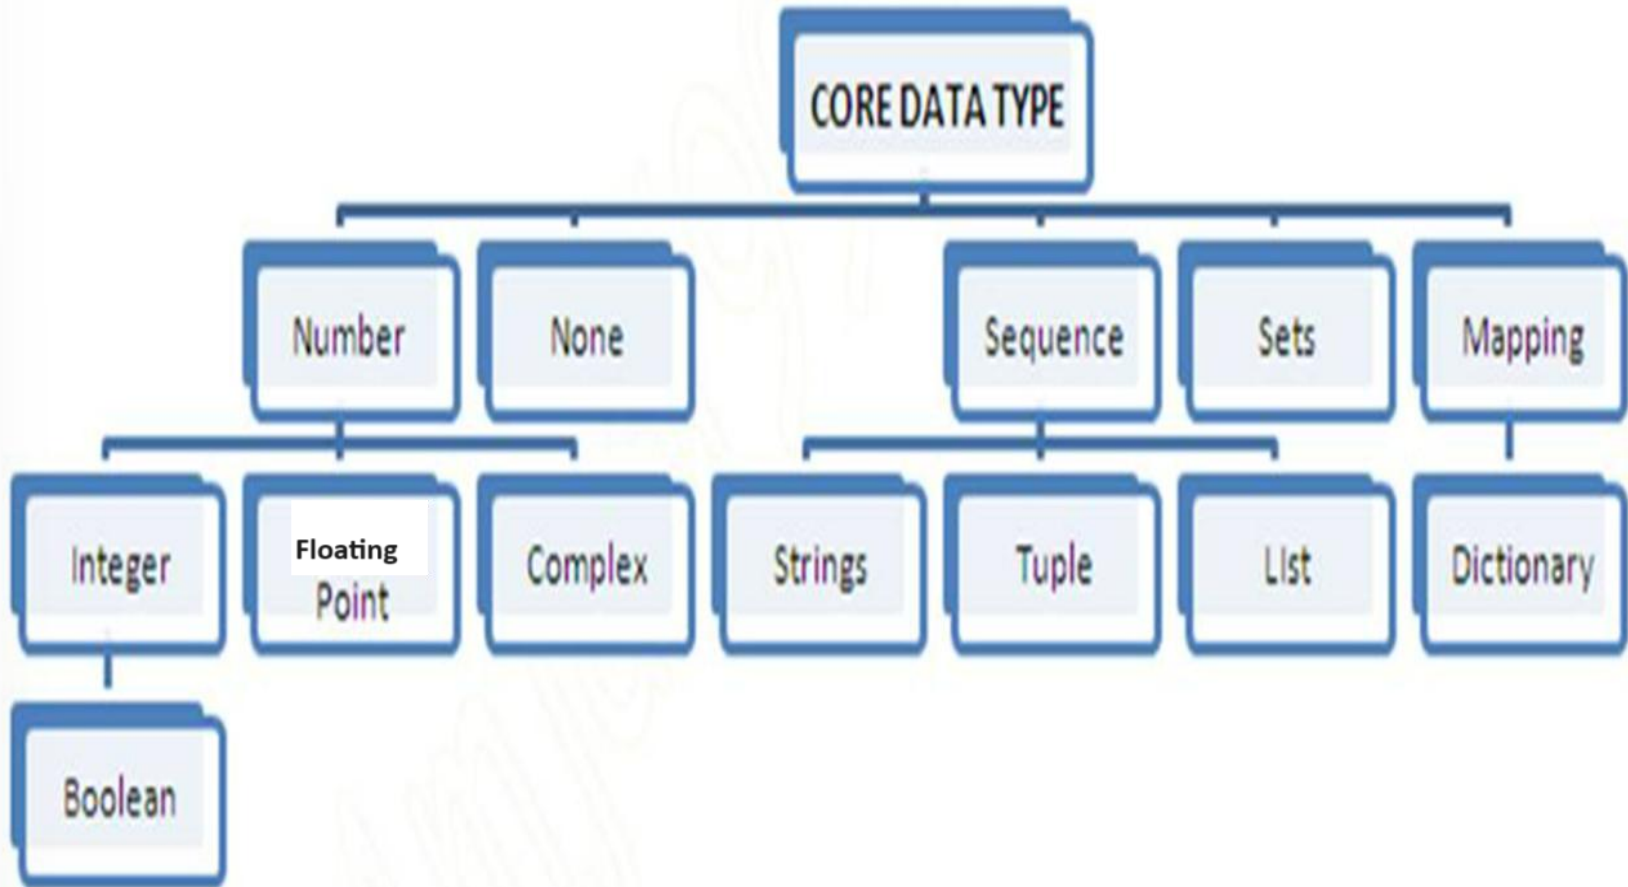 CORE DATA TYPE
Number
None
Sequence
Sets
Mapping
Integer
Floating
Point
Complex
Strings
Tuple
LIst
Dictionary
Boolean